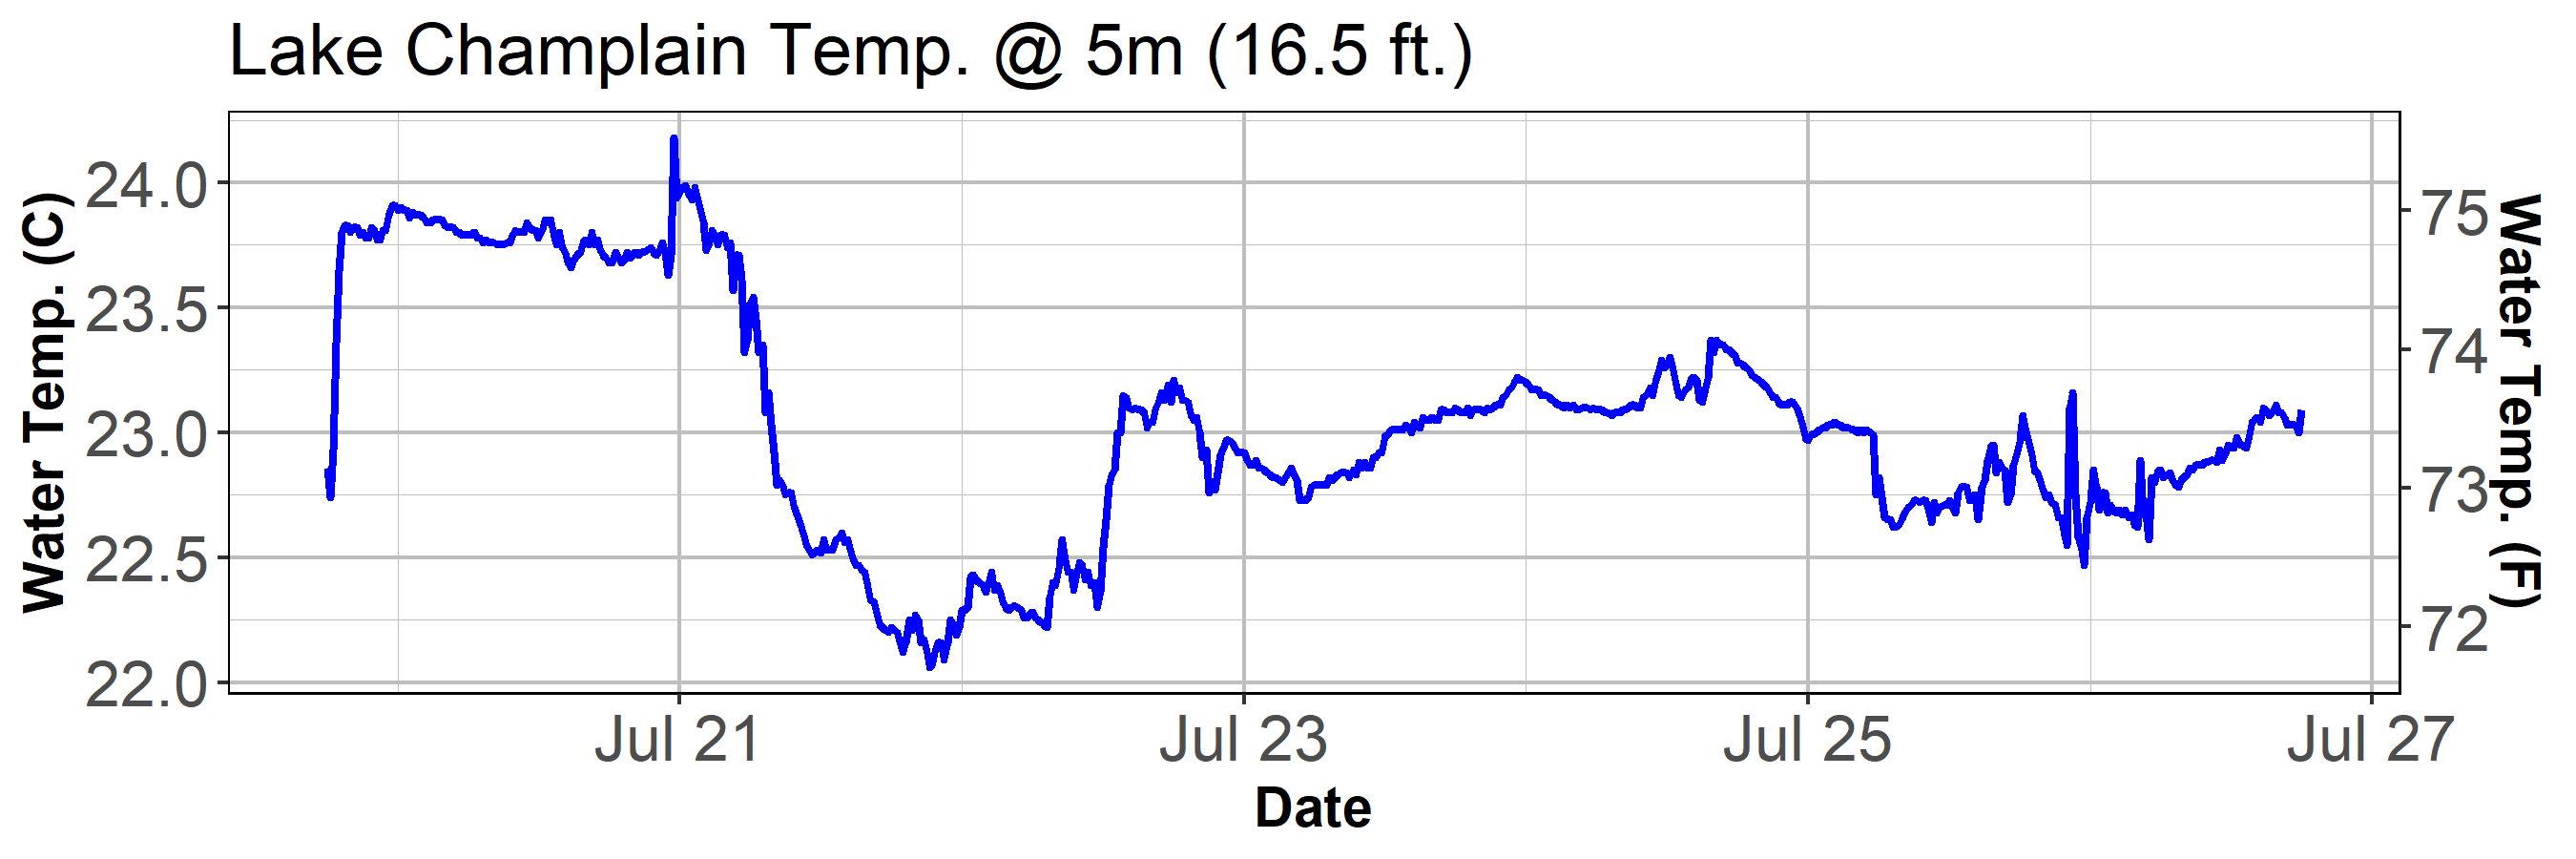 Lake Champlain Temp. @ 5m (16.5 ft.)
Water Temp. (C)
24.0
23.5
23.0
22.5
22.0
75
74
73
72
Water Temp. (F)
Jul 21 Jul 23 Jul 25 Jul 27
Date